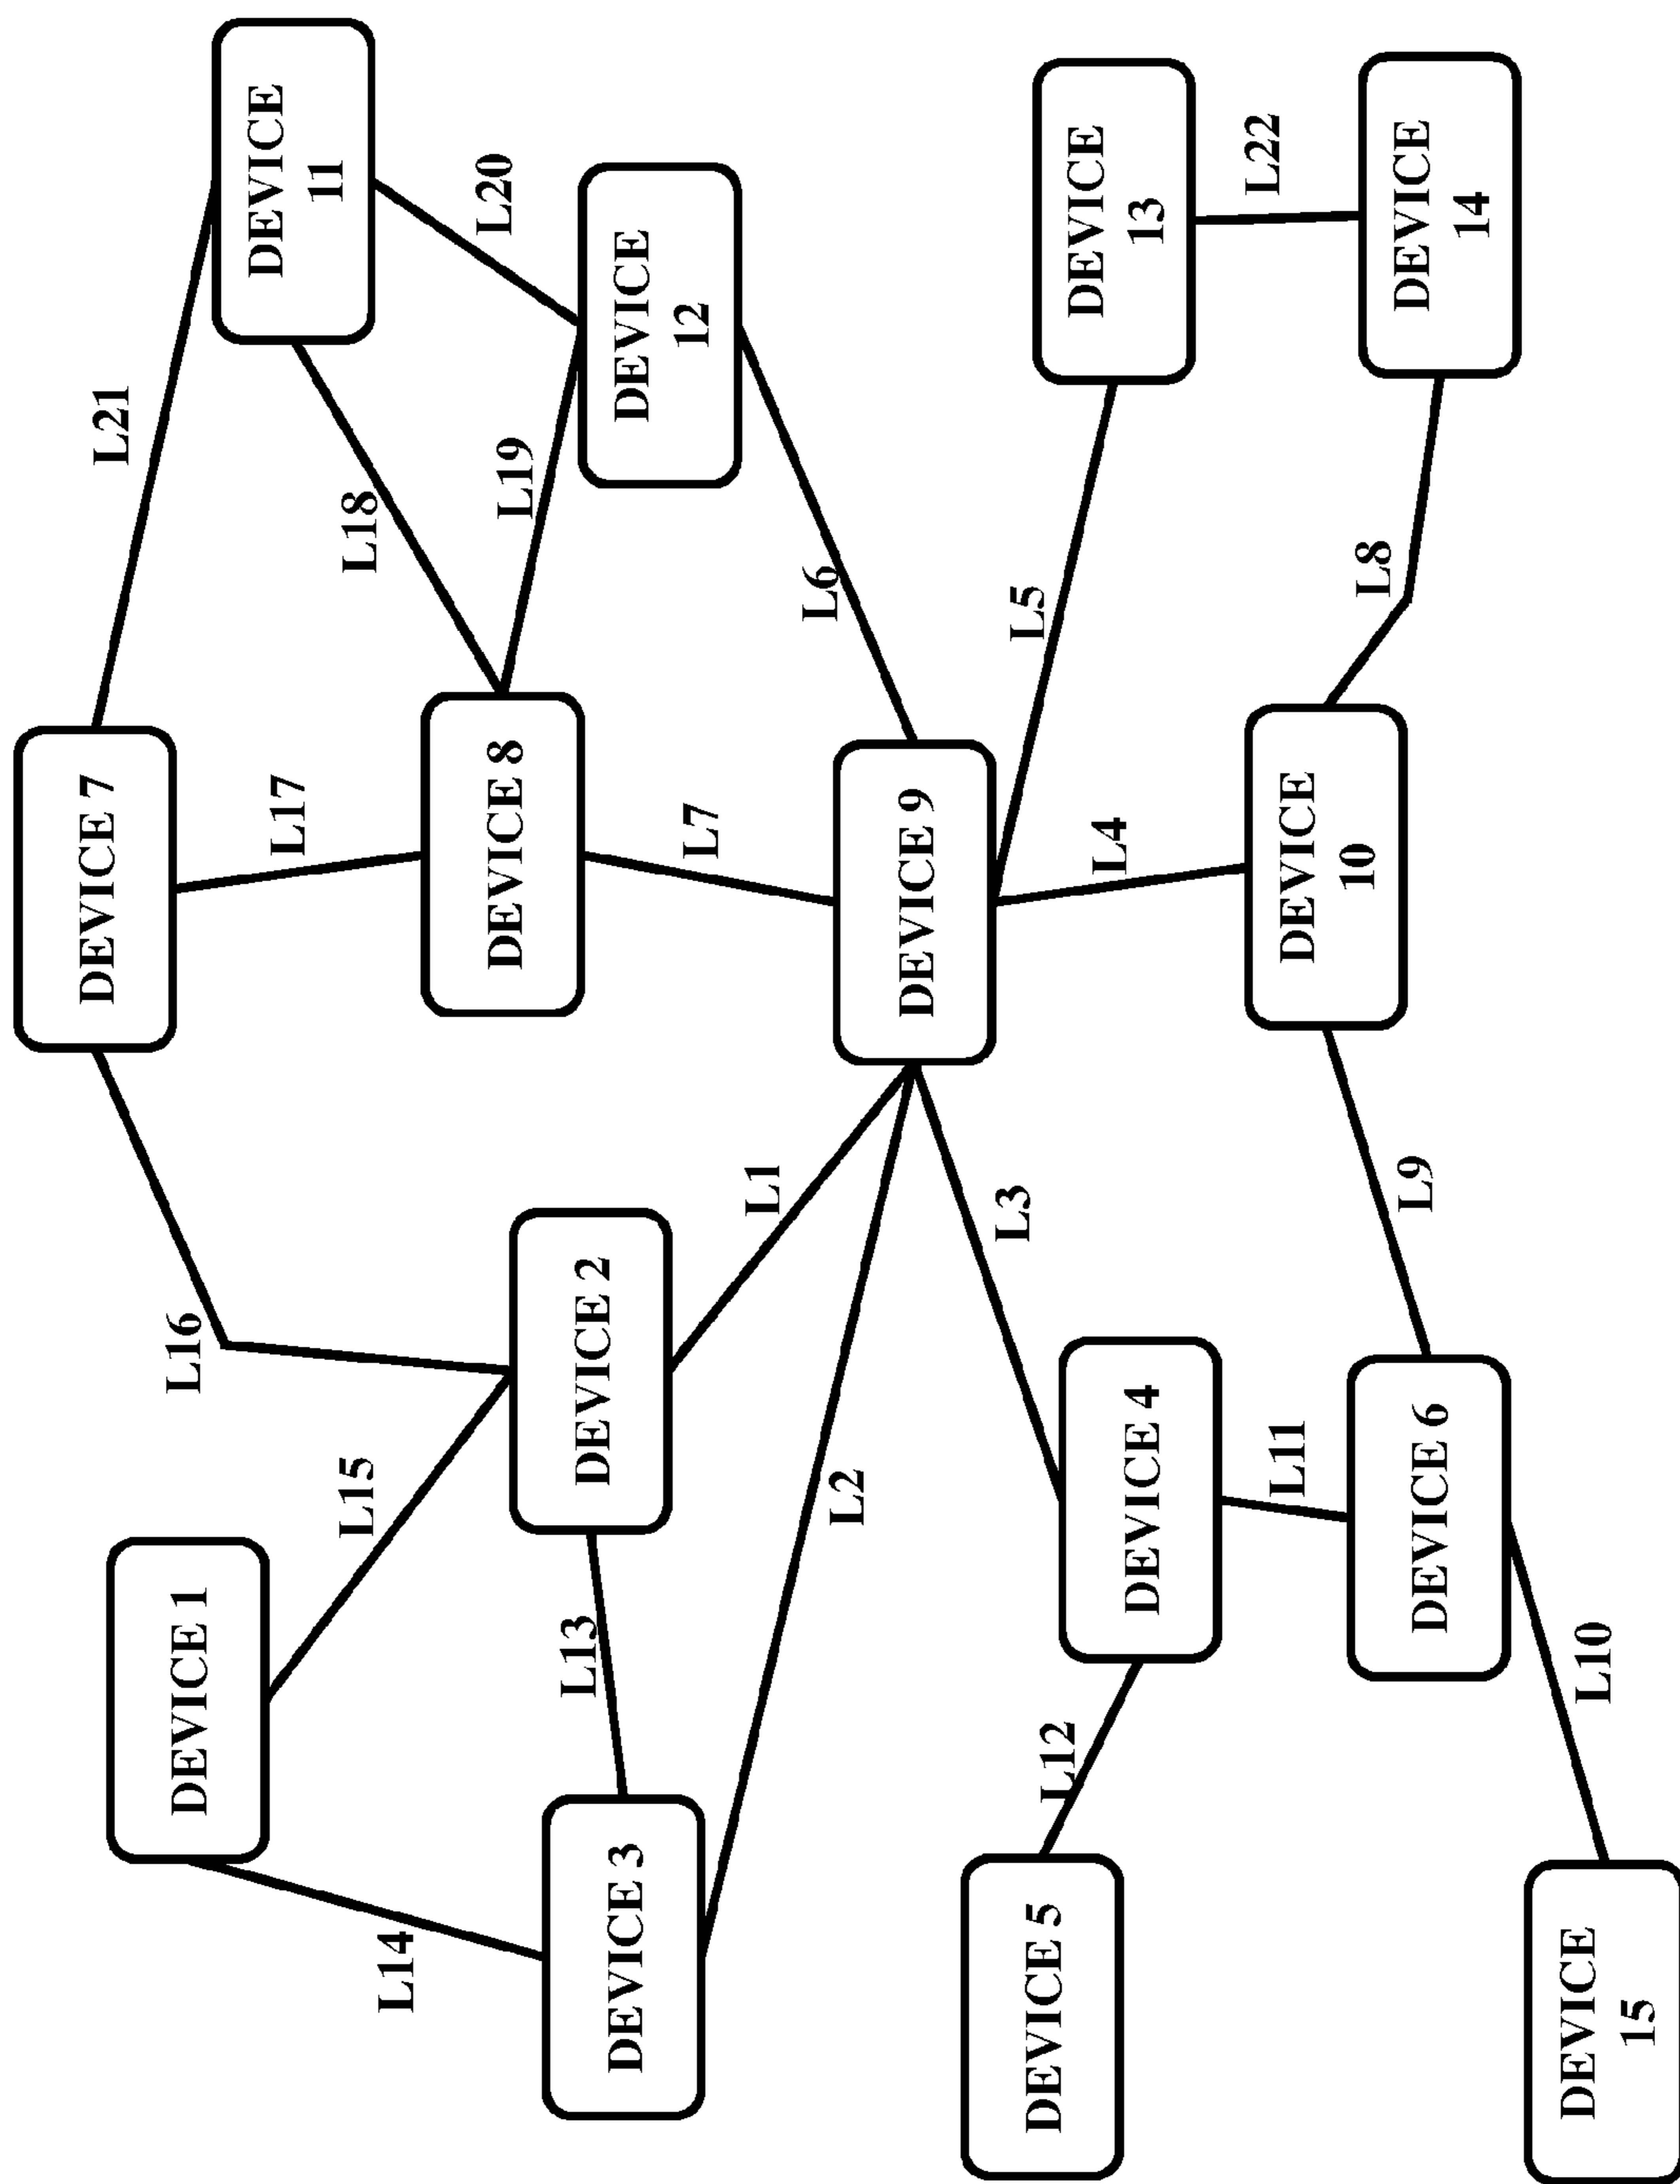 DEVICE 1
L14
L15
L16
DEVICE 7
L21
DEVICE
11
L17
L18
L20
DEVICE 3
L13
DEVICE 2
DEVICE 8
L19
DEVICE
12
L2
L1
L7
L6
DEVICE 5
L12
DEVICE 4
L3
DEVICE 9
L5
DEVICE
13
L11
L4
L22
DEVICE
15
L10
DEVICE 6
L9
DEVICE
10
L8
DEVICE
14